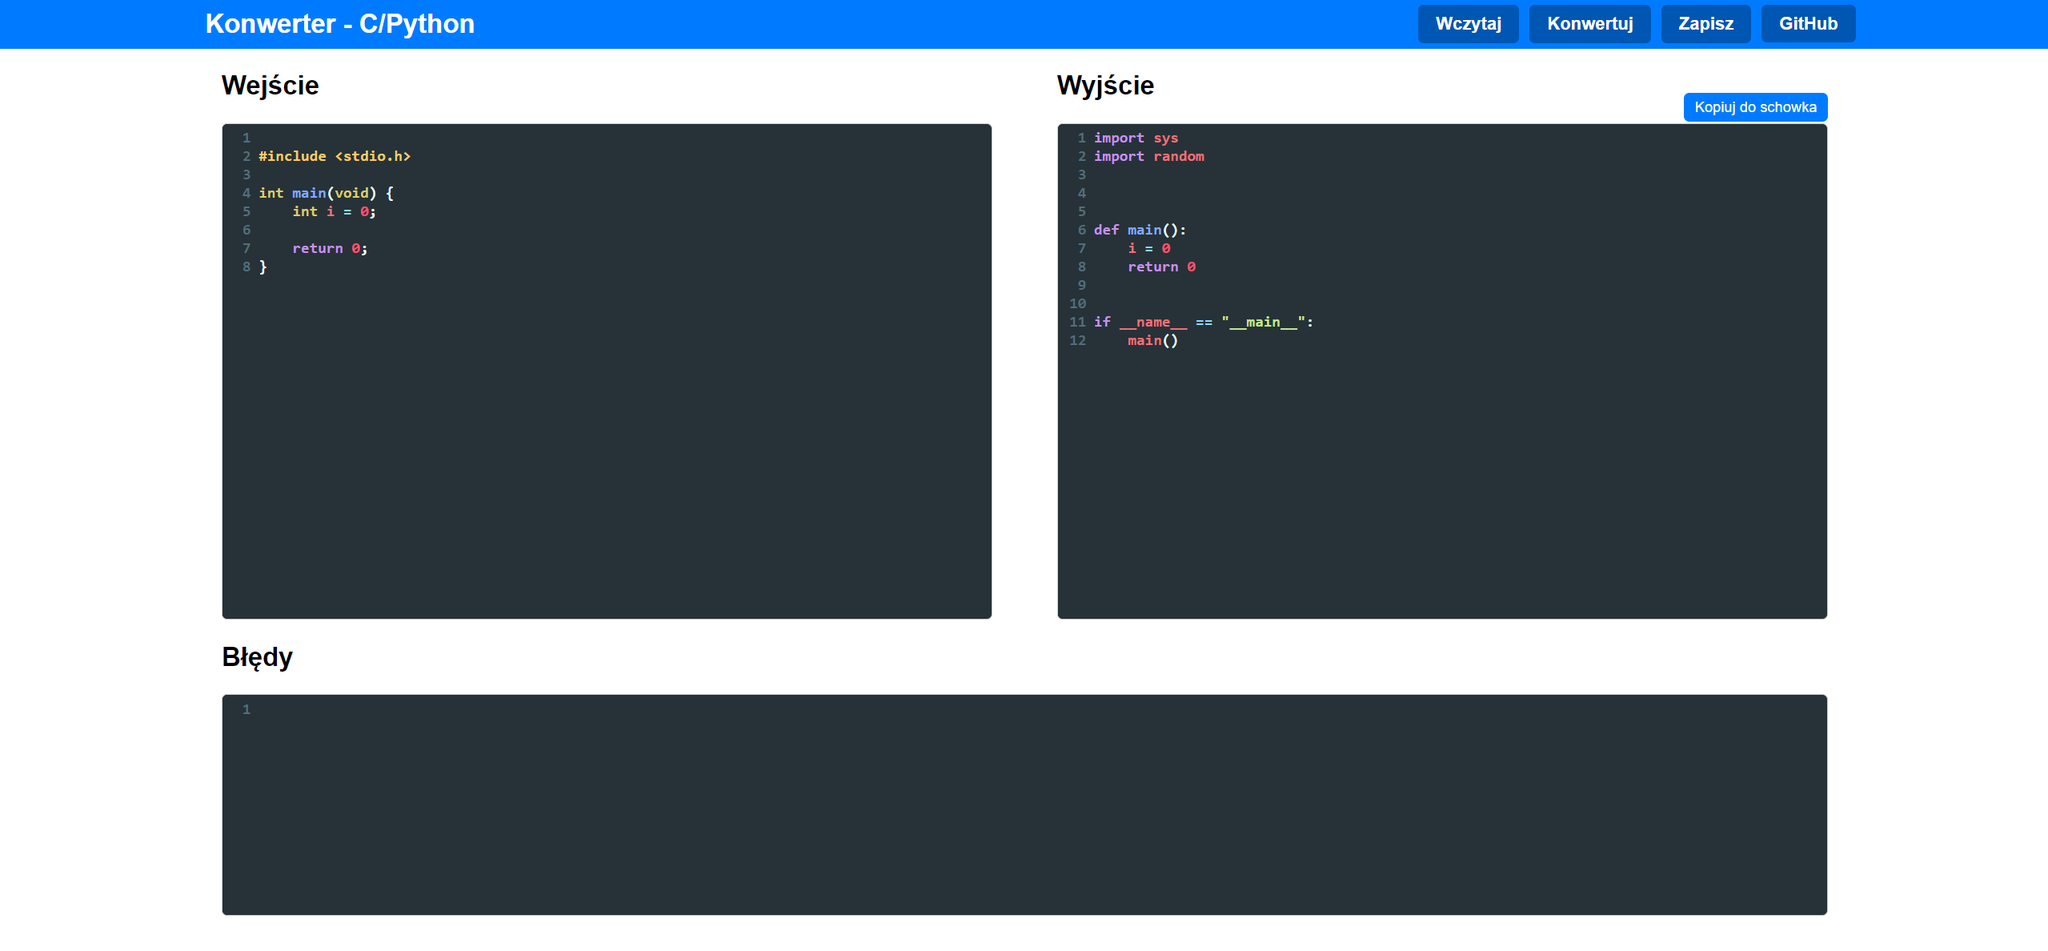 Konwerter - C/Python
Wczytaj Konwertuj Zapisz GitHub
Wejście
1
2 #include <stdio.h>
3
4 int main(void) {
5     int i = 0;
6
7     return 0;
8 }
Wyjście
Kopiuj do schowka
1 import sys
2 import random
3
4
5
6 def main():
7     i = 0
8     return 0
9
10
11 if __name__ == "__main__":
12     main()
Błędy
1